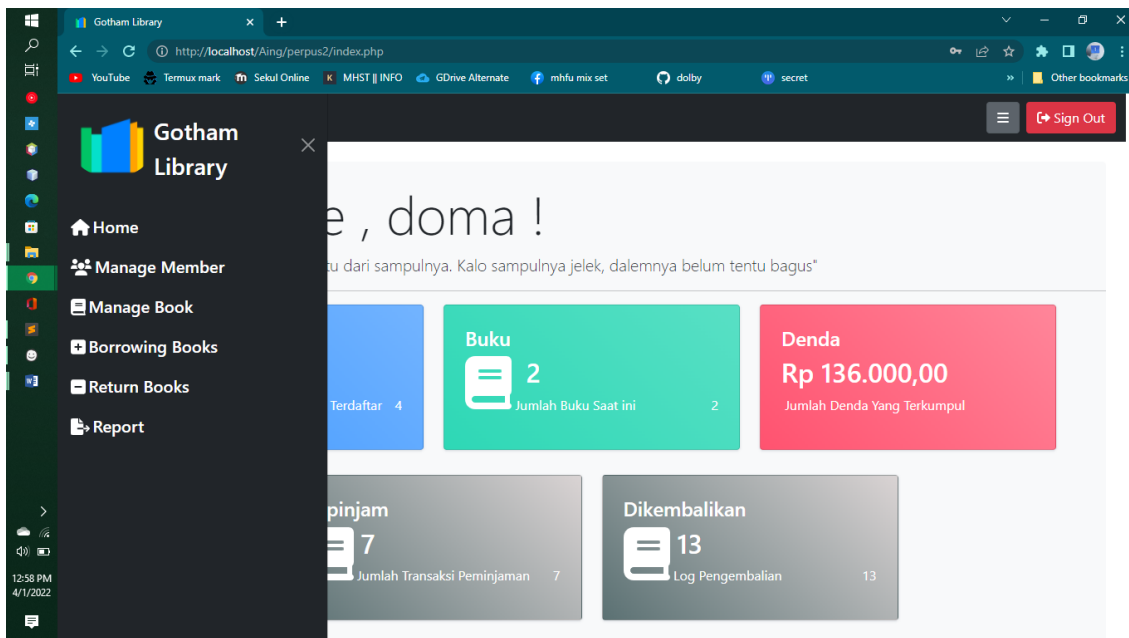 Gotham Library
http://localhost/Aing/perpus2/index.php
YouTube Termux mark Sekul Online MHST || INFO GDrive Alternate mhfu mix set dolby secret » Other bookmarks
Gotham
Library
Sign Out
Home
Manage Member
Manage Book
Borrowing Books
Return Books
Report
e , doma !
tu dari sampulnya. Kalo sampulnya jelek, dalemnya belum tentu bagus"
Terdaftar 4
Buku
2
Jumlah Buku Saat ini 2
Denda
Rp 136.000,00
Jumlah Denda Yang Terkumpul
pinjam
7
Jumlah Transaksi Peminjaman 7
Dikembalikan
13
Log Pengembalian 13
12:58 PM
4/1/2022